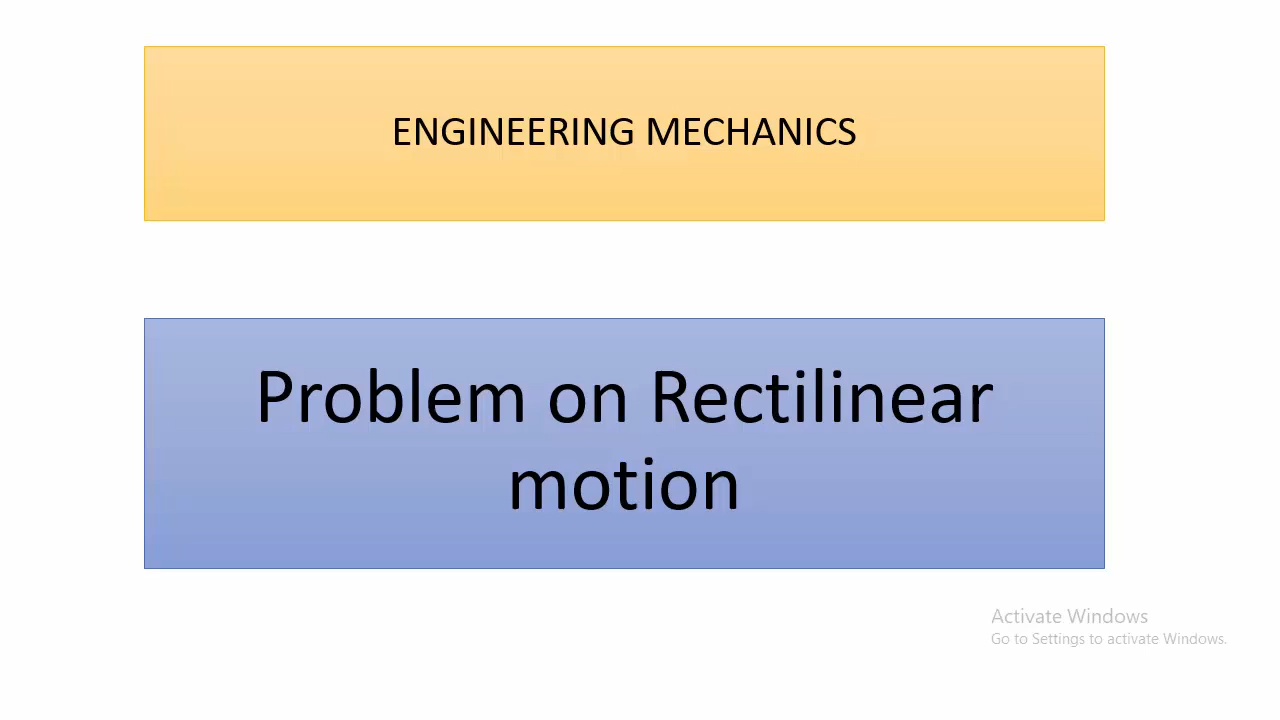 ENGINEERING MECHANICS
Problem on Rectilinear
motion
Activate Windows
Go to Settings to activate Windows.